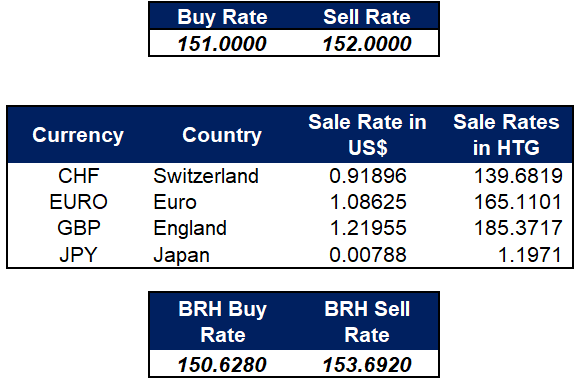 Buy Rate Sell Rate
151.0000 152.0000
Currency Country Sale Rate in US$ Sale Rates in HTG
CHF Switzerland 0.91896 139.6819
EURO Euro 1.08625 165.1101
GBP England 1.21955 185.3717
JPY Japan 0.00788 1.1971
BRH Buy Rate BRH Sell Rate
150.6280 153.6920